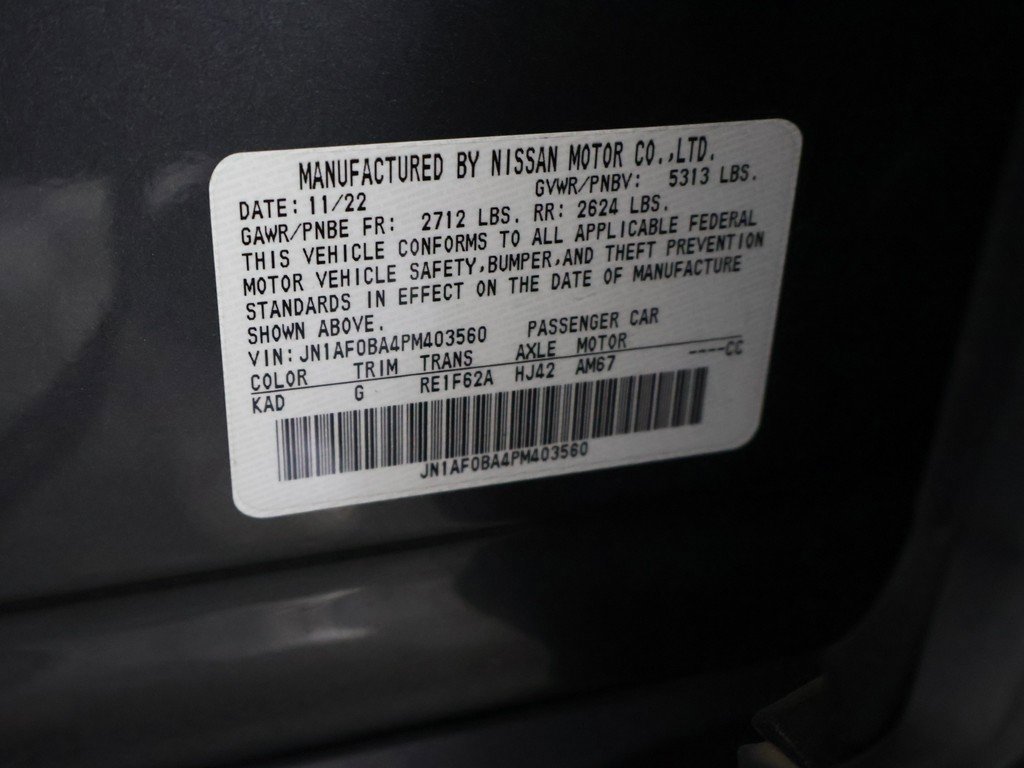 MANUFACTURED BY NISSAN MOTOR CO.,LTD.
DATE: 11/22 GVWR/PNBV: 5313 LBS.
GAWR/PNBE FR: 2712 LBS. RR: 2624 LBS.
THIS VEHICLE CONFORMS TO ALL APPLICABLE FEDERAL
MOTOR VEHICLE SAFETY,BUMPER,AND THEFT PREVENTION
STANDARDS IN EFFECT ON THE DATE OF MANUFACTURE
SHOWN ABOVE.
VIN: JN1AF0BA4PM403560 PASSENGER CAR
COLOR TRIM TRANS AXLE MOTOR
KAD G RE1F62A HJ42 AM67 ----CC
JN1AF0BA4PM403560